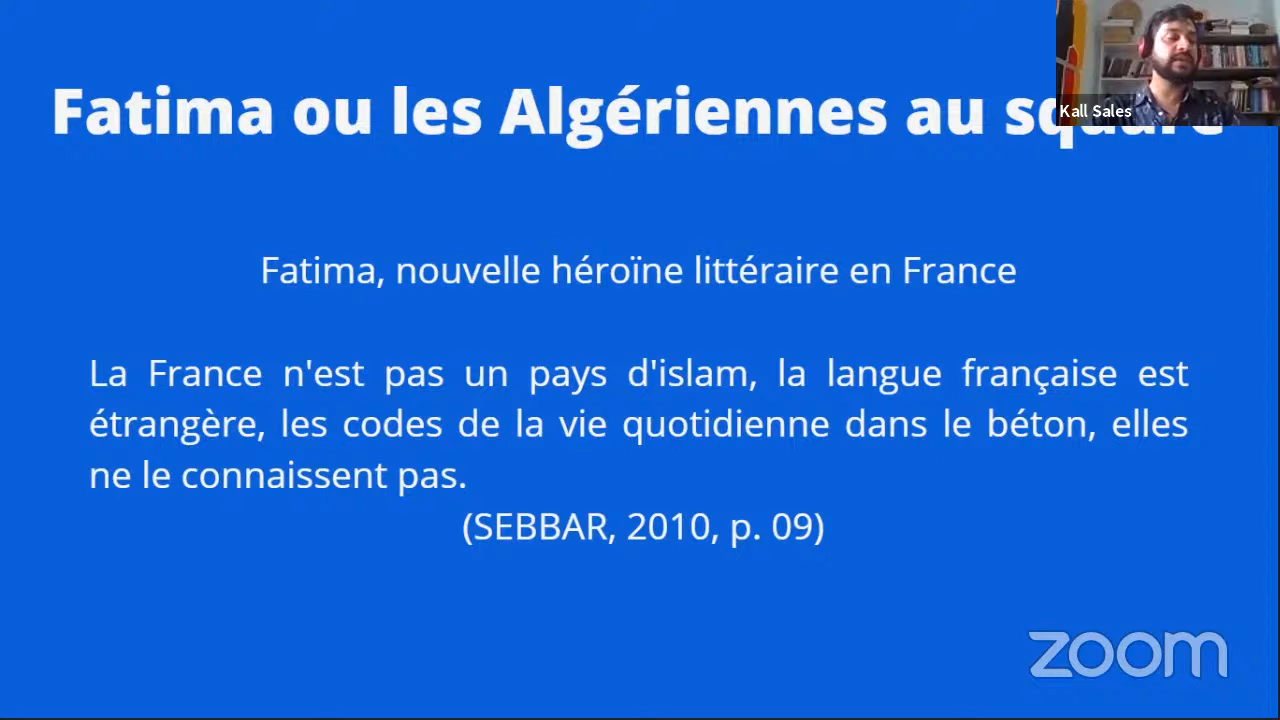 Fatima ou les Algériennes au square
Kall Sales
Fatima, nouvelle héroïne littéraire en France
La France n'est pas un pays d'islam, la langue française est
étrangère, les codes de la vie quotidienne dans le béton, elles
ne le connaissent pas.
(SEBBAR, 2010, p. 09)
zoom